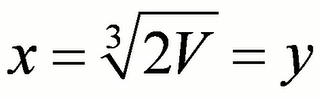 x = ∛2V = y